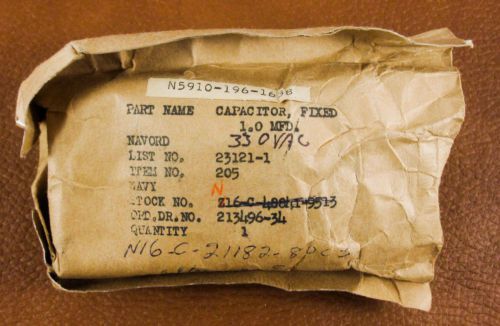 N5910-196-1698
PART NAME CAPACITOR, FIXED
1.0 MFD.
NAVORD 330VAC
LIST NO. 23121-1
ITEM NO. 205
NAVY N
STOCK NO.
ORD.DR.NO. 213496-34
QUANTITY 1
N16-C-21182-